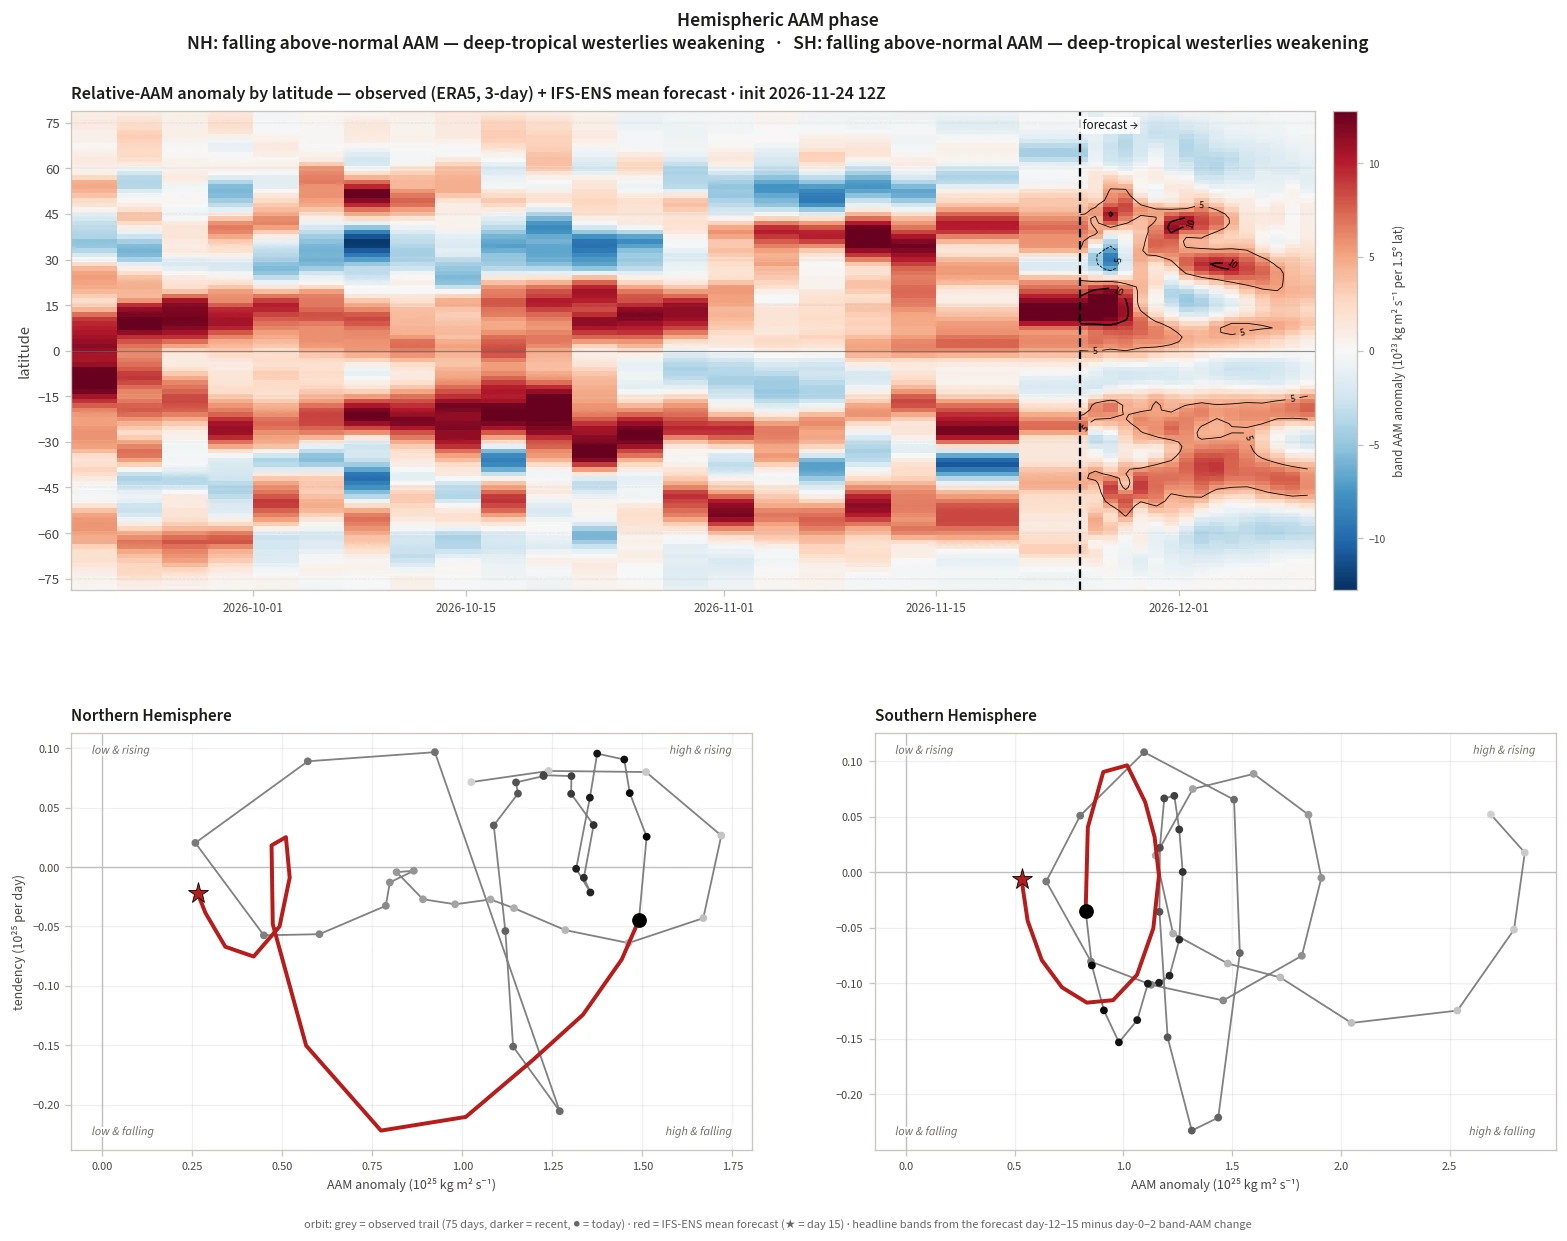 Hemispheric AAM phase
NH: falling above-normal AAM — deep-tropical westerlies weakening · SH: falling above-normal AAM — deep-tropical westerlies weakening
Relative-AAM anomaly by latitude — observed (ERA5, 3-day) + IFS-ENS mean forecast · init 2026-11-24 12Z
forecast →
75
60
45
30
15
0
−15
−30
−45
−60
−75
latitude
2026-10-01
2026-10-15
2026-11-01
2026-11-15
2026-12-01
10
5
0
−5
−10
band AAM anomaly (10²³ kg m² s⁻¹ per 1.5° lat)
Northern Hemisphere
low & rising
high & rising
low & falling
high & falling
0.10
0.05
0.00
−0.05
−0.10
−0.15
−0.20
tendency (10²⁵ per day)
0.00
0.25
0.50
0.75
1.00
1.25
1.50
1.75
AAM anomaly (10²⁵ kg m² s⁻¹)
Southern Hemisphere
low & rising
high & rising
low & falling
high & falling
0.10
0.05
0.00
−0.05
−0.10
−0.15
−0.20
0.0
0.5
1.0
1.5
2.0
2.5
AAM anomaly (10²⁵ kg m² s⁻¹)
orbit: grey = observed trail (75 days, darker = recent, ● = today) · red = IFS-ENS mean forecast (★ = day 15) · headline bands from the forecast day-12–15 minus day-0–2 band-AAM change